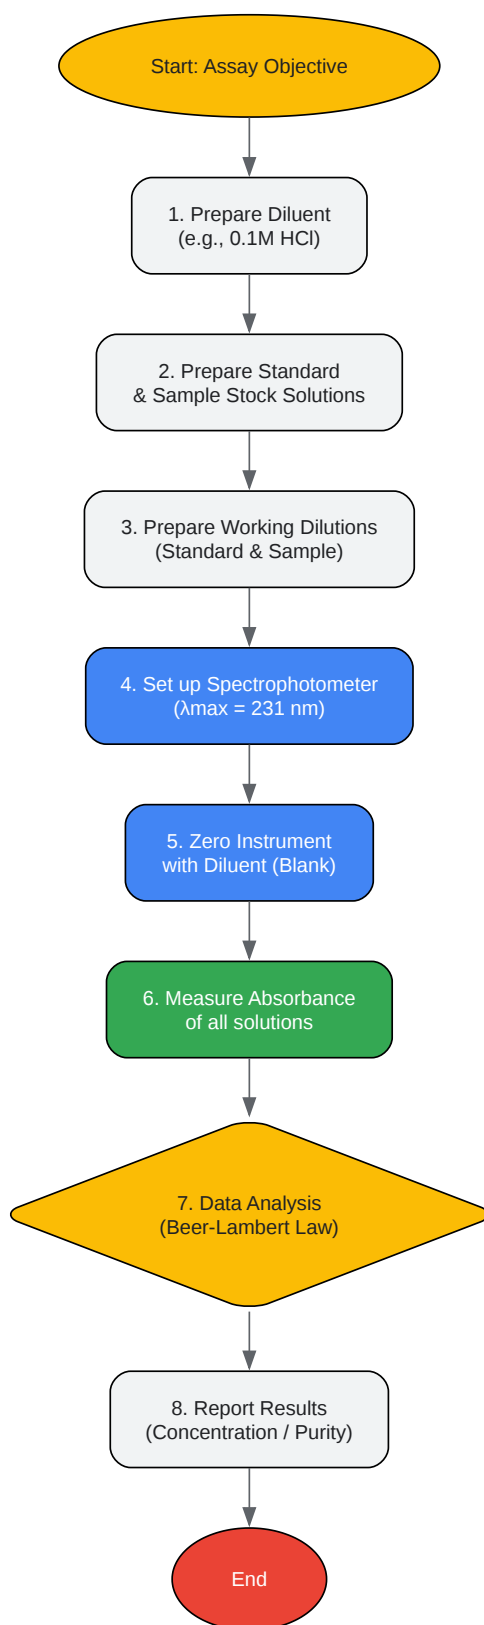 Start: Assay Objective
1. Prepare Diluent
(e.g., 0.1M HCl)
2. Prepare Standard
& Sample Stock Solutions
3. Prepare Working Dilutions
(Standard & Sample)
4. Set up Spectrophotometer
(λmax = 231 nm)
5. Zero Instrument
with Diluent (Blank)
6. Measure Absorbance
of all solutions
7. Data Analysis
(Beer-Lambert Law)
8. Report Results
(Concentration / Purity)
End